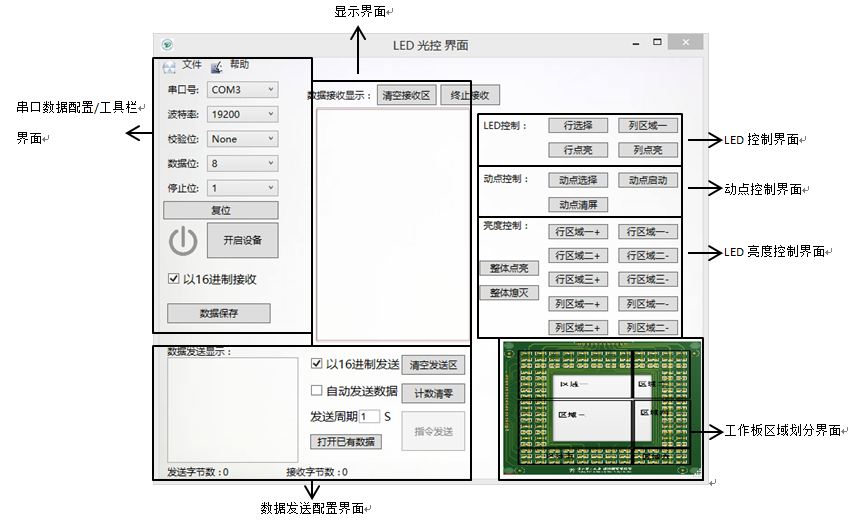 显示界面
LED 光控 界面
文件 帮助
串口数据配置/工具栏
界面
串口号: COM3
波特率: 19200
校验位: None
数据位: 8
停止位: 1
复位
开启设备
以16进制接收
数据保存
数据接收显示: 清空接收区 终止接收
LED控制: 行选择 列区域一
行点亮 列点亮
LED 控制界面
动点控制: 动点选择 动点启动
动点清屏
动点控制界面
亮度控制: 行区域一+ 行区域一-
行区域二+ 行区域二-
整体点亮 行区域三+ 行区域三-
整体熄灭 列区域一+ 列区域一-
列区域二+ 列区域二-
LED 亮度控制界面
数据发送显示:
以16进制发送 清空发送区
自动发送数据 计数清零
发送周期 1 S
指令发送
打开已有数据
发送字节数:0 接收字节数:0
数据发送配置界面
区域一 区域
区域 区域
工作板区域划分界面